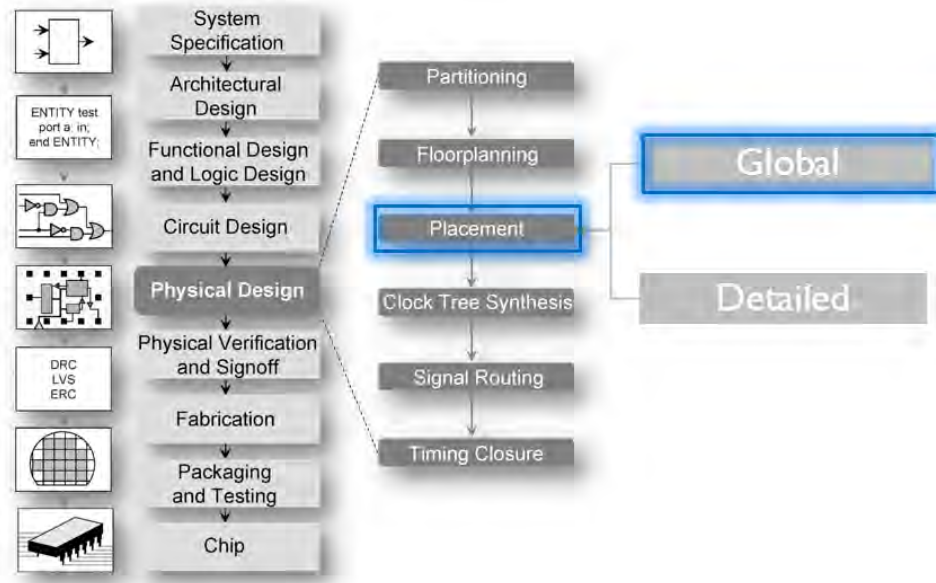 ENTITY test
port a: in;
end ENTITY;
DRC
LVS
ERC
System
Specification
Architectural
Design
Functional Design
and Logic Design
Circuit Design
Physical Design
Physical Verification
and Signoff
Fabrication
Packaging
and Testing
Chip
Partitioning
Floorplanning
Placement
Clock Tree Synthesis
Signal Routing
Timing Closure
Global
Detailed